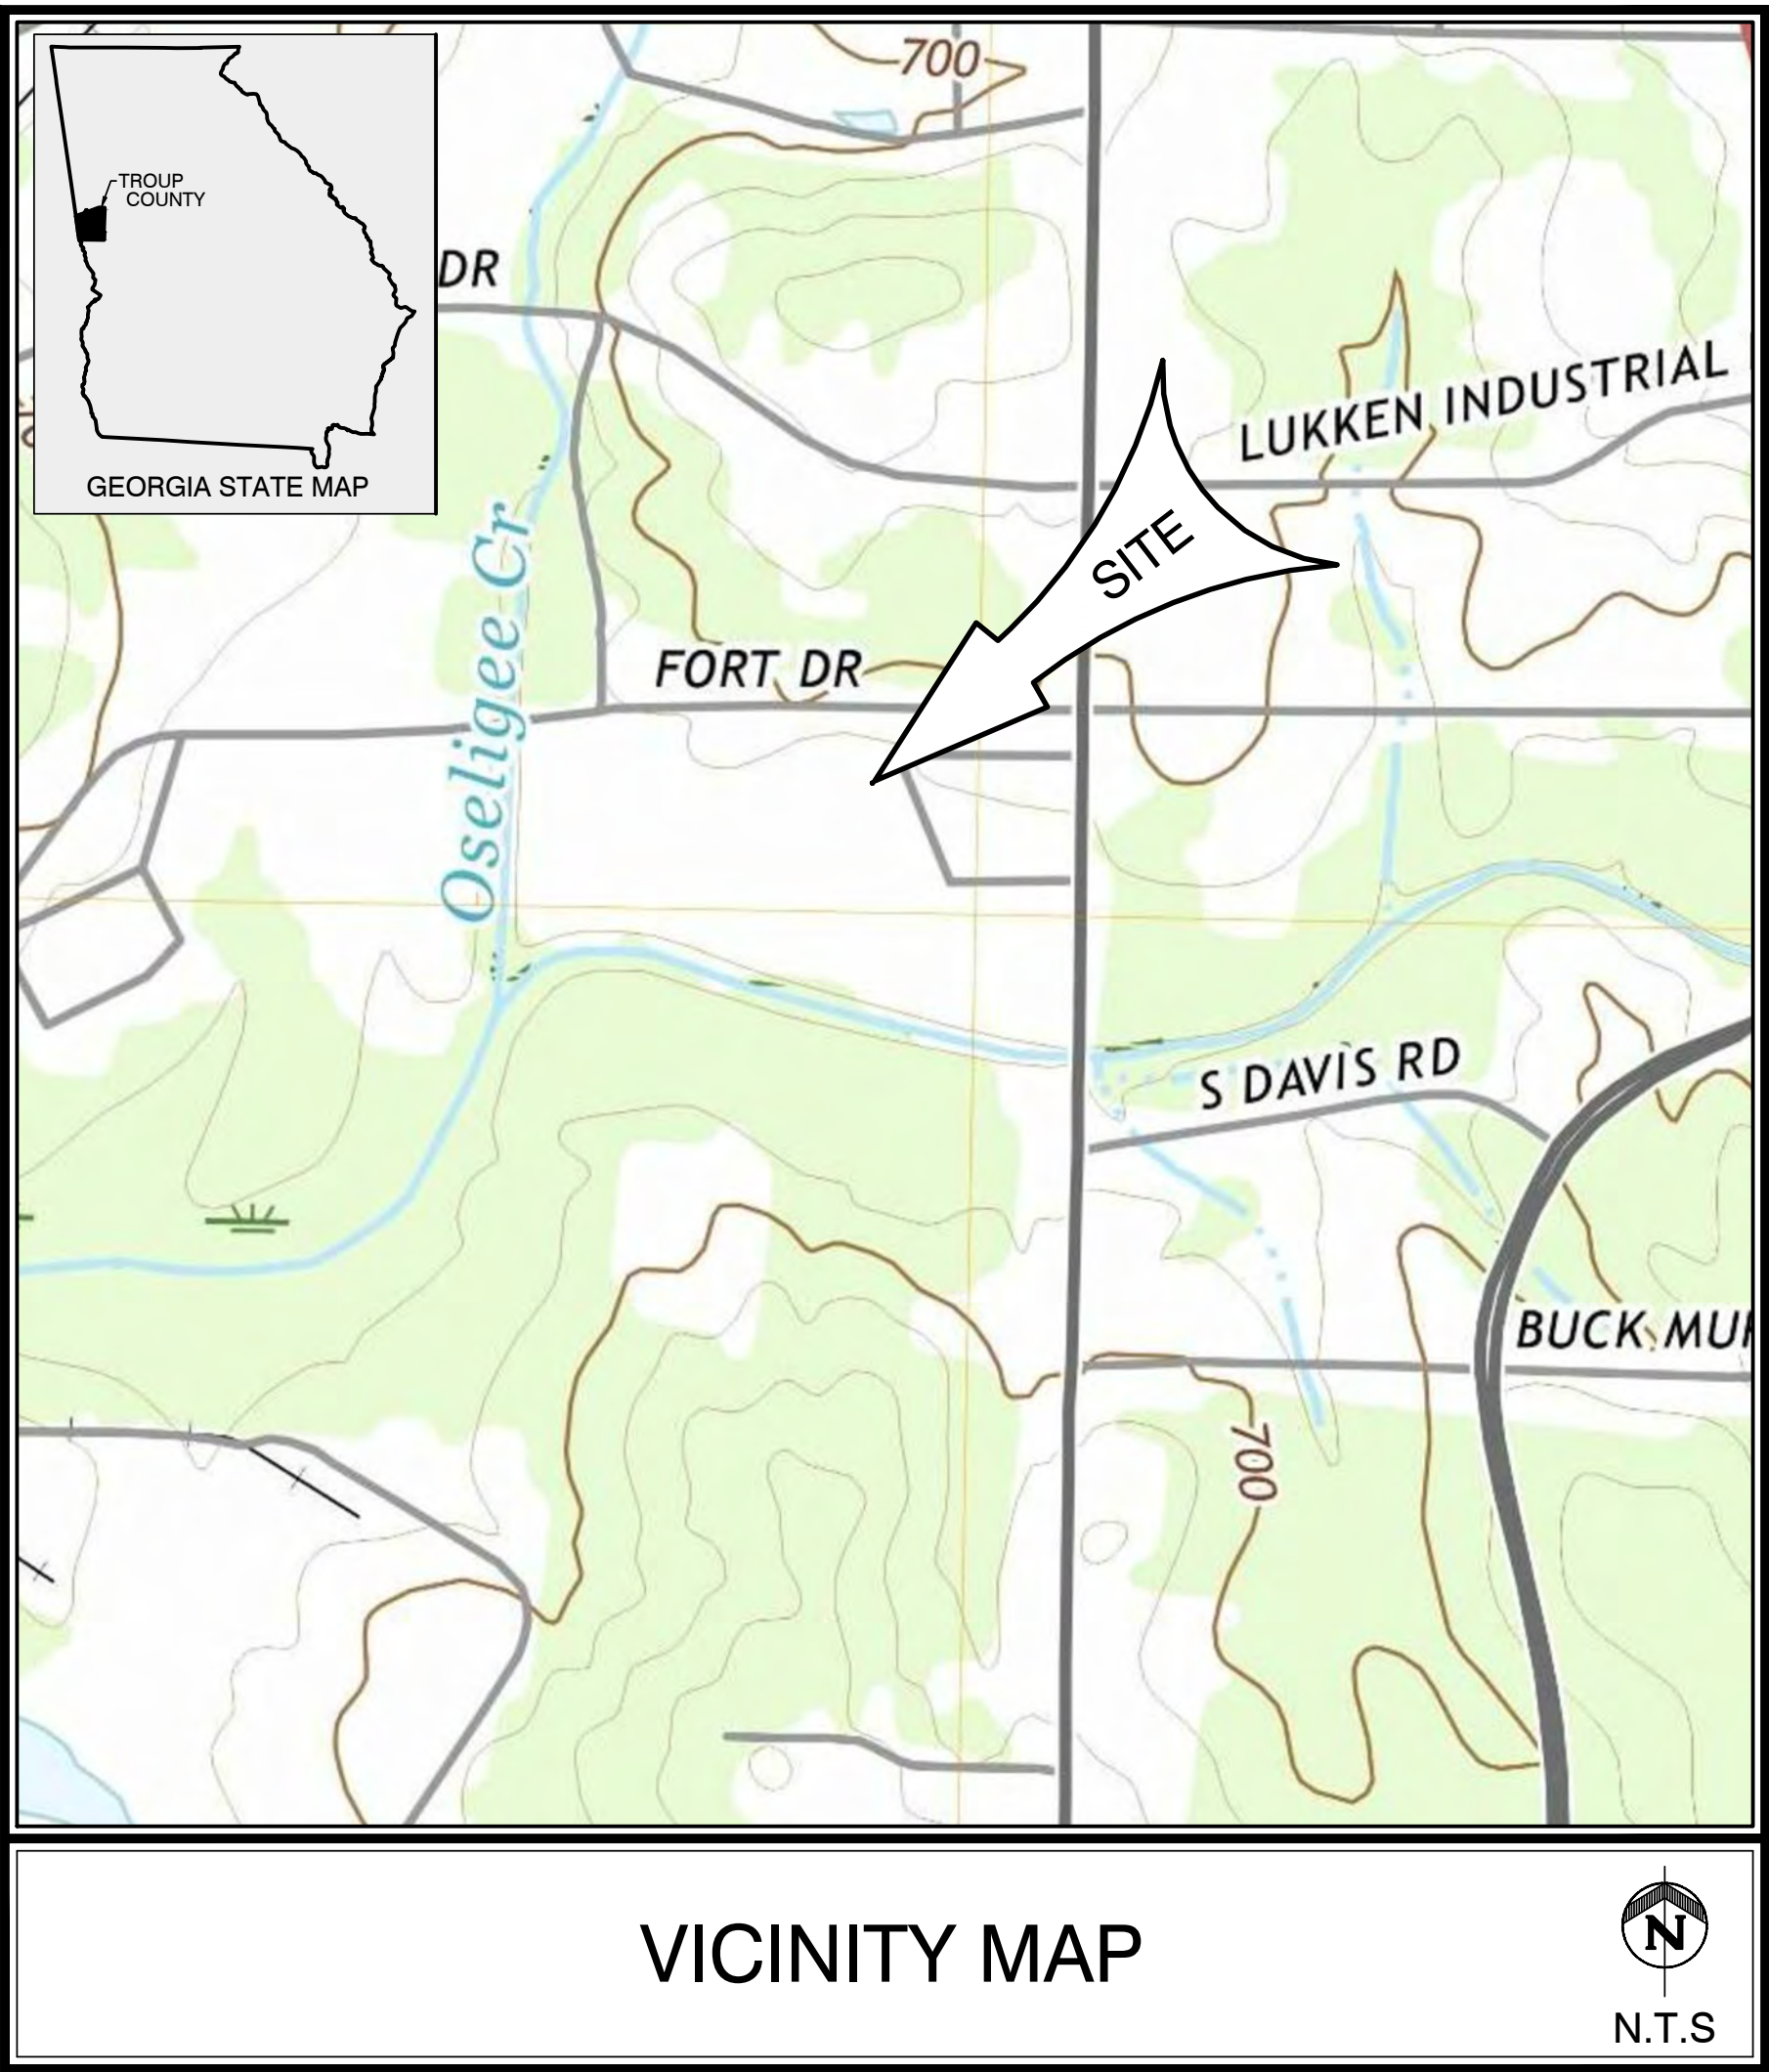 700
TROUP
COUNTY
DR
GEORGIA STATE MAP
LUKKEN INDUSTRIAL
SITE
Oseligee Cr
FORT DR
S DAVIS RD
BUCK MUR
700
VICINITY MAP
N
N.T.S